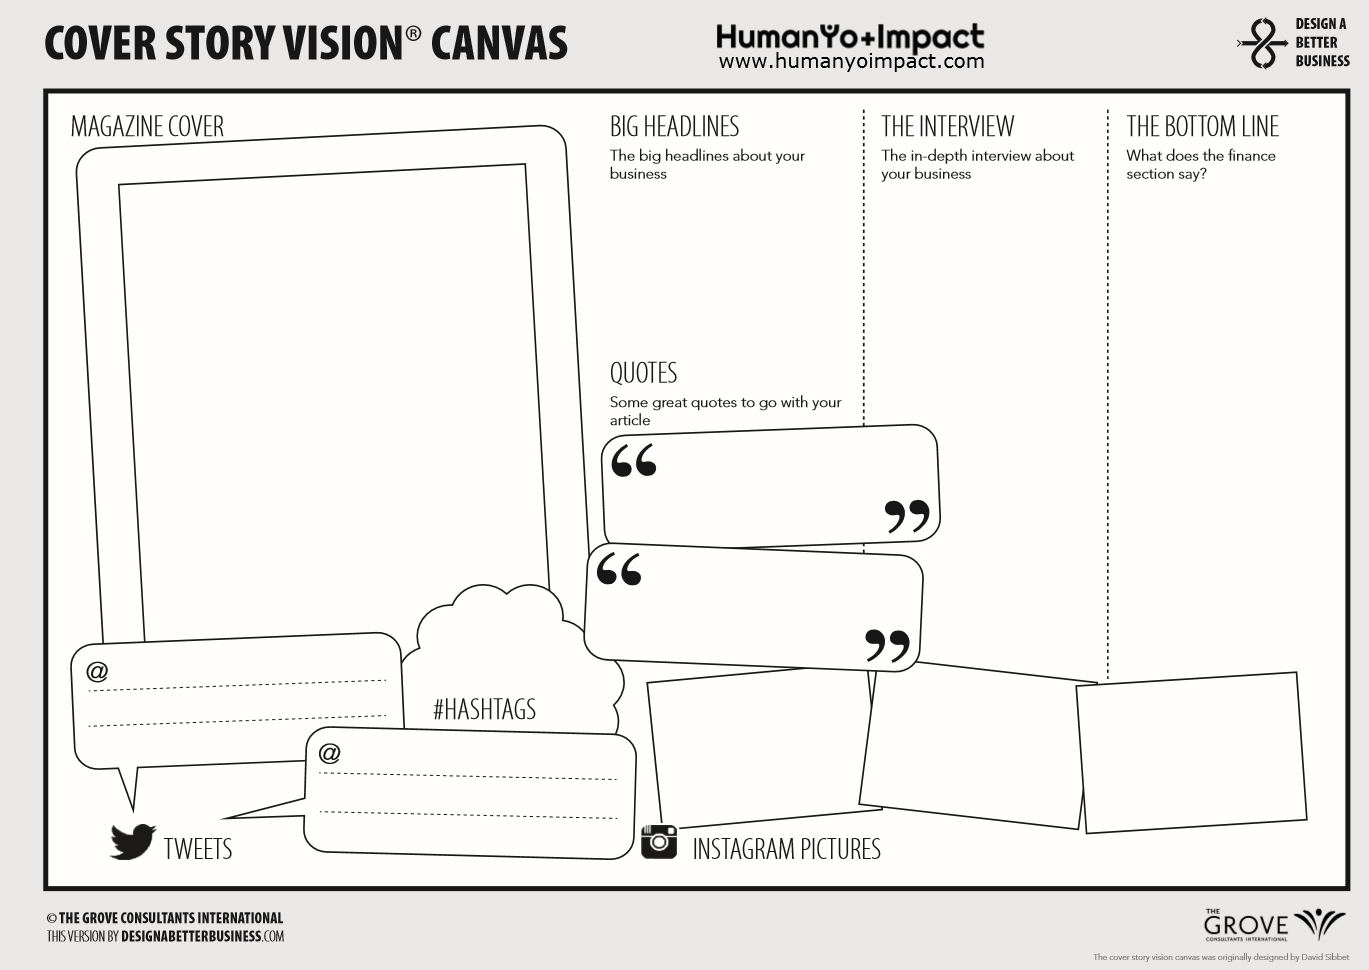 COVER STORY VISION® CANVAS
HumanYo+Impact
www.humanyoimpact.com
DESIGN A
BETTER
BUSINESS
MAGAZINE COVER
BIG HEADLINES
The big headlines about your
business
THE INTERVIEW
The in-depth interview about
your business
THE BOTTOM LINE
What does the finance
section say?
QUOTES
Some great quotes to go with your
article
“
”
“
”
@
#HASHTAGS
@
TWEETS
INSTAGRAM PICTURES
© THE GROVE CONSULTANTS INTERNATIONAL
THIS VERSION BY DESIGNABETTERBUSINESS.COM
THE
GROVE
CONSULTANTS INTERNATIONAL
The cover story vision canvas was originally designed by David Sibbet